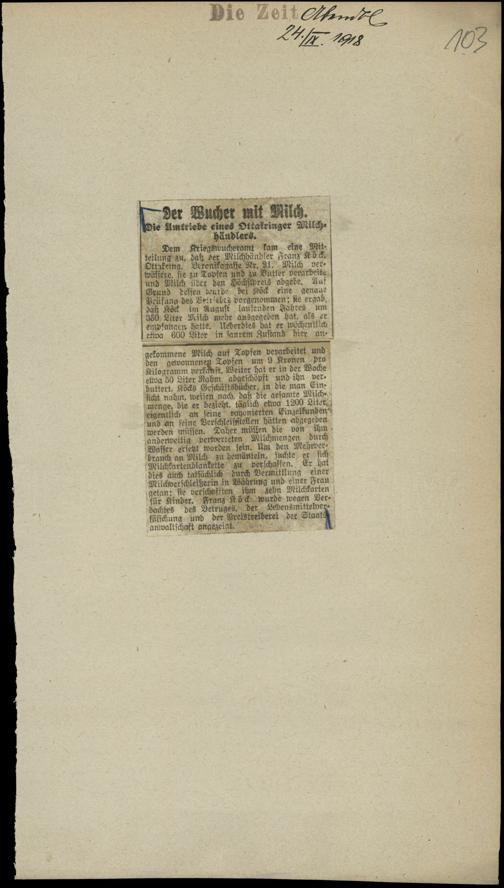 Die Zeit Abendbl
24./IX. 1918
103
Der Wucher mit Milch.
Die Umtriebe eines Ottakringer Milch-
händlers.
Dem Kriegswucheramt kam eine Mit-
teilung zu, daß der Milchhändler Franz Köck,
Ottakring, Veronikagasse Nr. 21, Milch ver-
wässere, sie zu Topfen und zu Butter verarbeite
und Milch über den Höchstpreis abgebe. Auf
Grund dessen wurde bei Köck eine genaue
Prüfung des Betriebes vorgenommen; sie ergab,
daß Köck im August laufenden Jahres um
350 Liter Milch mehr ausgegeben hat, als er
empfangen hatte. Ueberdies hat er wöchentlich
etwa 600 Liter in saurem Zustand hier an-
gekommene Milch auf Topfen verarbeitet und
den gewonnenen Topfen um 9 Kronen pro
Kilogramm verkauft. Weiter hat er in der Woche
etwa 50 Liter Rahm abgeschöpft und ihn ver-
buttert. Köcks Geschäftsbücher, in die man Ein-
sicht nahm, weisen nach, daß die gesamte Milch-
menge, die er bezieht, täglich etwa 1200 Liter,
eigentlich an seine rayonierten Einzelkunden
und an seine Verschleißstellen hätten abgegeben
werden müssen. Daher müssen die von ihm
anderweitig verwerteten Milchmengen durch
Wasser ersetzt worden sein. Um den Mehrver-
brauch an Milch zu bemänteln, suchte er sich
Milchkartenblankette zu verschaffen. Er hat
dies auch tatsächlich durch Vermittlung einer
Milchverschleißerin in Währing und einer Frau
getan; sie verschafften ihm zehn Milchkarten
für Kinder. Franz Köck wurde wegen Ver-
dachtes des Betruges, der Lebensmittelver-
fälschung und der Preistreiberei der Staats-
anwaltschaft angezeigt.